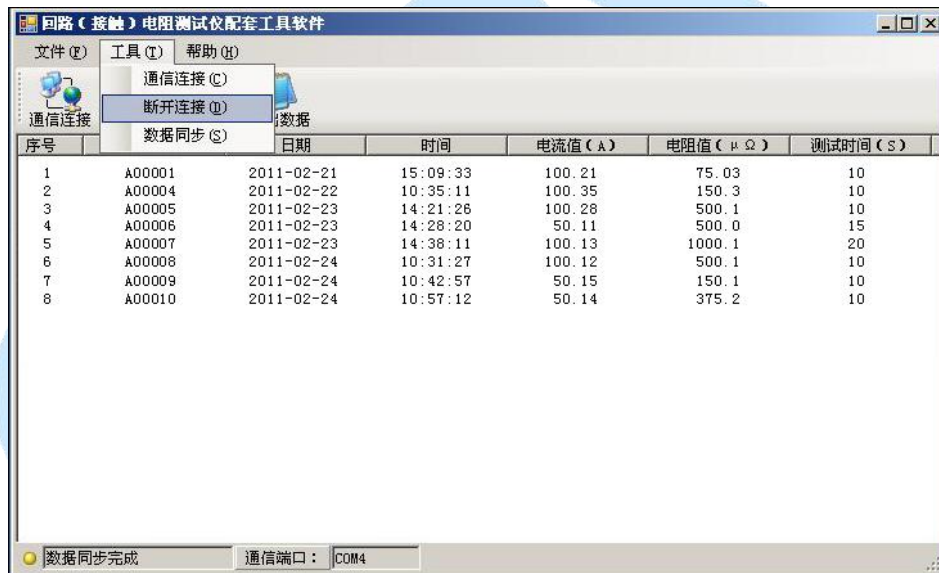 回路(接触)电阻测试仪配套工具软件
文件(F) 工具(T) 帮助(H)
通信连接(C)
断开连接(D)
数据同步(S)
通信连接 数据
序号 日期 时间 电流值(A) 电阻值(μΩ) 测试时间(S)
1 A00001 2011-02-21 15:09:33 100.21 75.03 10
2 A00004 2011-02-22 10:35:11 100.35 150.3 10
3 A00005 2011-02-23 14:21:26 100.28 500.1 10
4 A00006 2011-02-23 14:28:20 50.11 500.0 15
5 A00007 2011-02-23 14:38:11 100.13 1000.1 20
6 A00008 2011-02-24 10:31:27 100.12 500.1 10
7 A00009 2011-02-24 10:42:57 50.15 150.1 10
8 A00010 2011-02-24 10:57:12 50.14 375.2 10
数据同步完成 通信端口: COM4